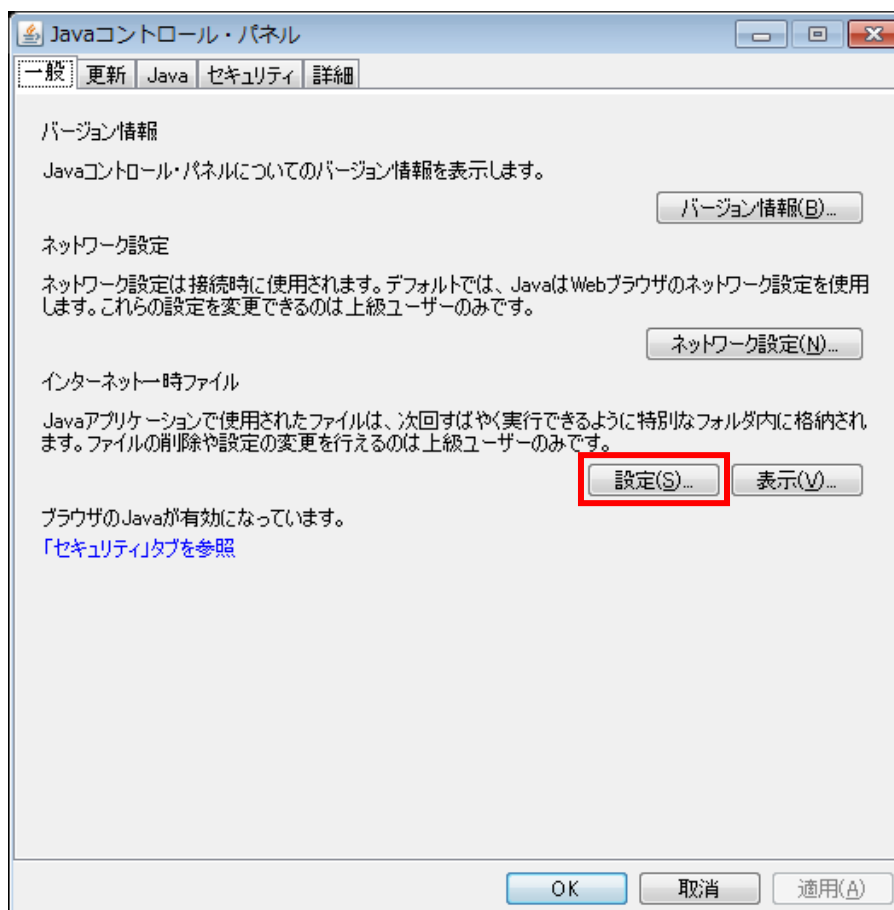 Javaコントロール・パネル
一般 更新 Java セキュリティ 詳細
バージョン情報
Javaコントロール・パネルについてのバージョン情報を表示します。
バージョン情報(B)...
ネットワーク設定
ネットワーク設定は接続時に使用されます。デフォルトでは、JavaはWebブラウザのネットワーク設定を使用
します。これらの設定を変更できるのは上級ユーザーのみです。
ネットワーク設定(N)...
インターネット一時ファイル
Javaアプリケーションで使用されたファイルは、次回すばやく実行できるように特別なフォルダ内に格納され
ます。ファイルの削除や設定の変更を行えるのは上級ユーザーのみです。
設定(S)... 表示(V)...
ブラウザのJavaが有効になっています。
「セキュリティ」タブを参照
OK 取消 適用(A)